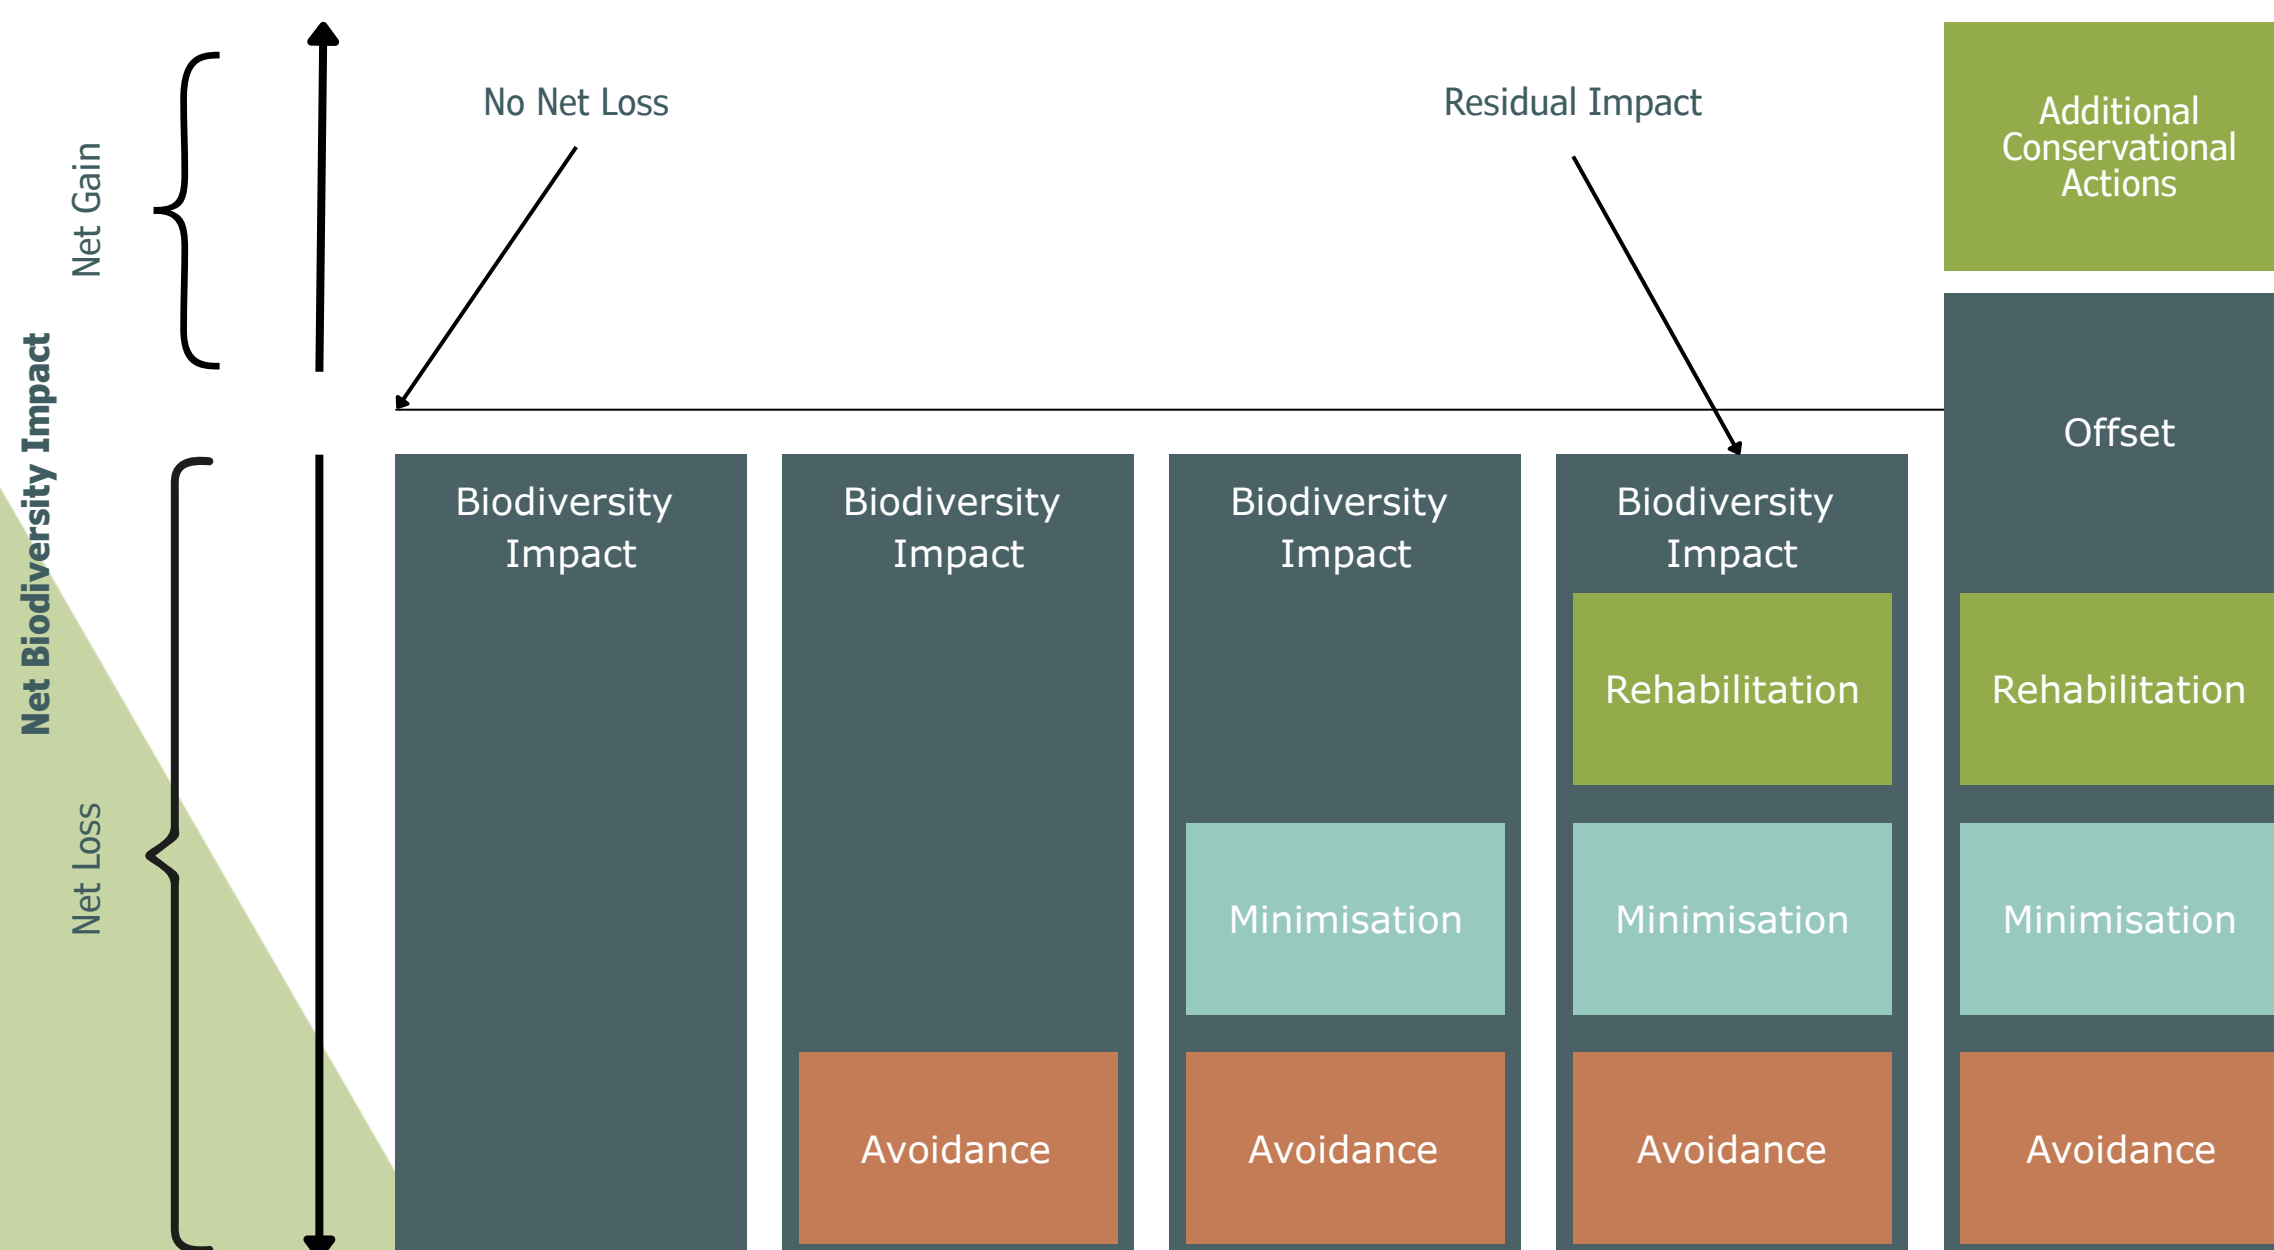 No Net Loss
Residual Impact
Additional
Conservational
Actions
Net Gain
Net Biodiversity Impact
Net Loss
Offset
Biodiversity
Impact
Biodiversity
Impact
Biodiversity
Impact
Biodiversity
Impact
Rehabilitation
Rehabilitation
Minimisation
Minimisation
Minimisation
Avoidance
Avoidance
Avoidance
Avoidance